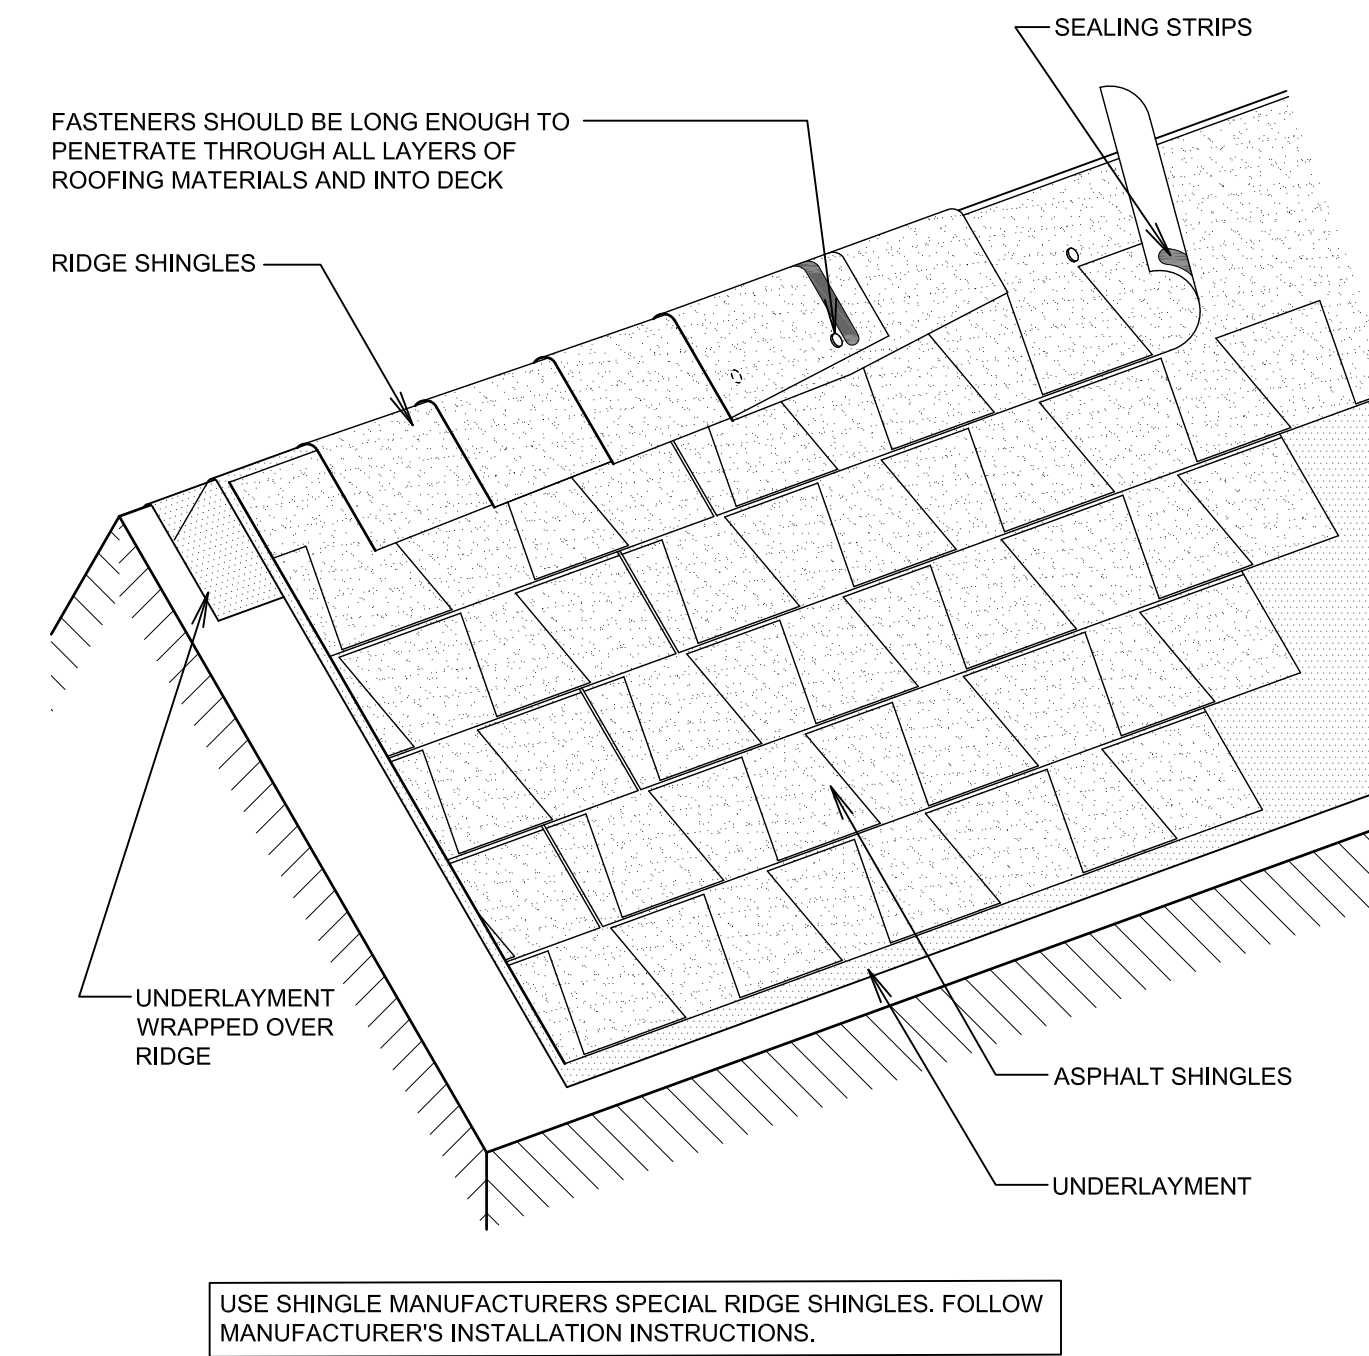 SEALING STRIPS
FASTENERS SHOULD BE LONG ENOUGH TO
PENETRATE THROUGH ALL LAYERS OF
ROOFING MATERIALS AND INTO DECK
RIDGE SHINGLES
UNDERLAYMENT
WRAPPED OVER
RIDGE
ASPHALT SHINGLES
UNDERLAYMENT
USE SHINGLE MANUFACTURERS SPECIAL RIDGE SHINGLES. FOLLOW
MANUFACTURER'S INSTALLATION INSTRUCTIONS.